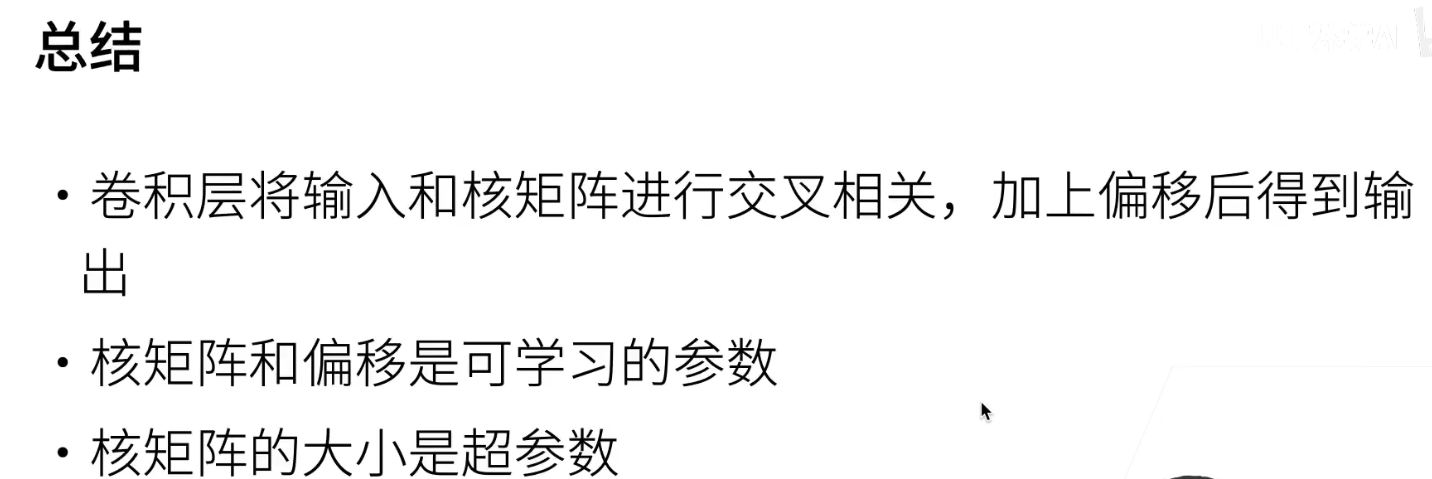 总结
• 卷积层将输入和核矩阵进行交叉相关，加上偏移后得到输
出
• 核矩阵和偏移是可学习的参数
• 核矩阵的大小是超参数